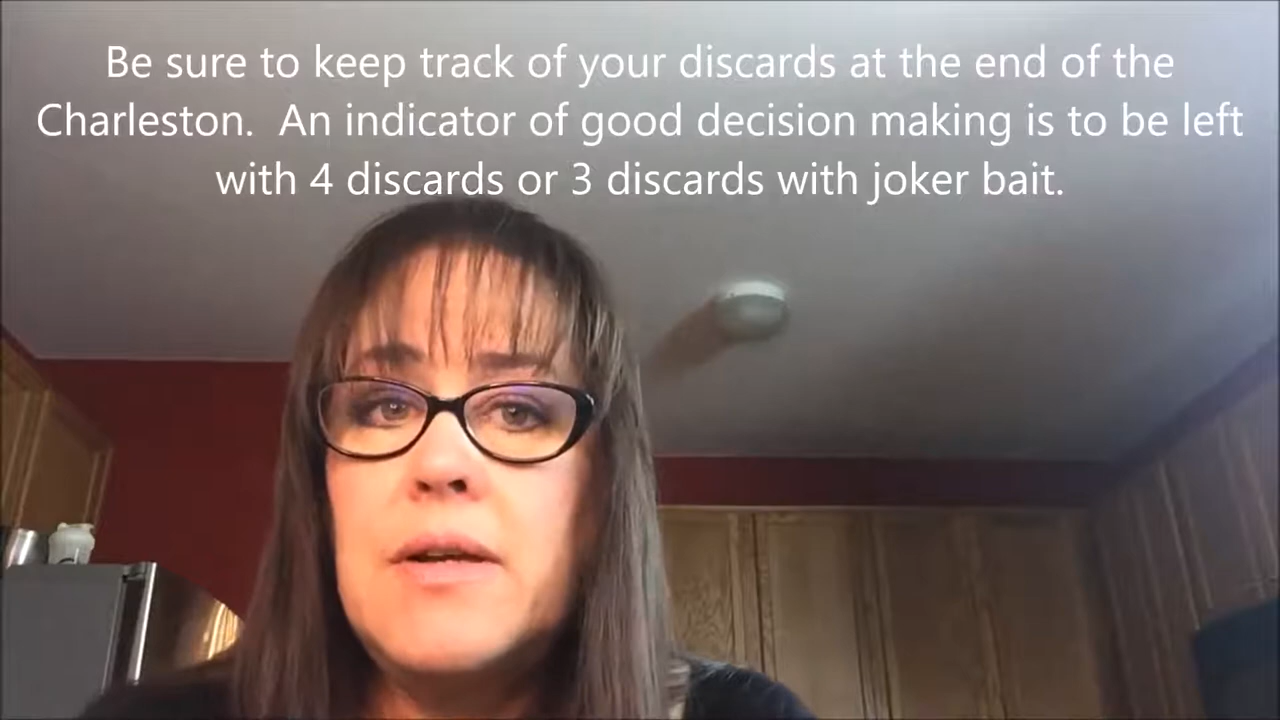 Be sure to keep track of your discards at the end of the
Charleston.  An indicator of good decision making is to be left
with 4 discards or 3 discards with joker bait.